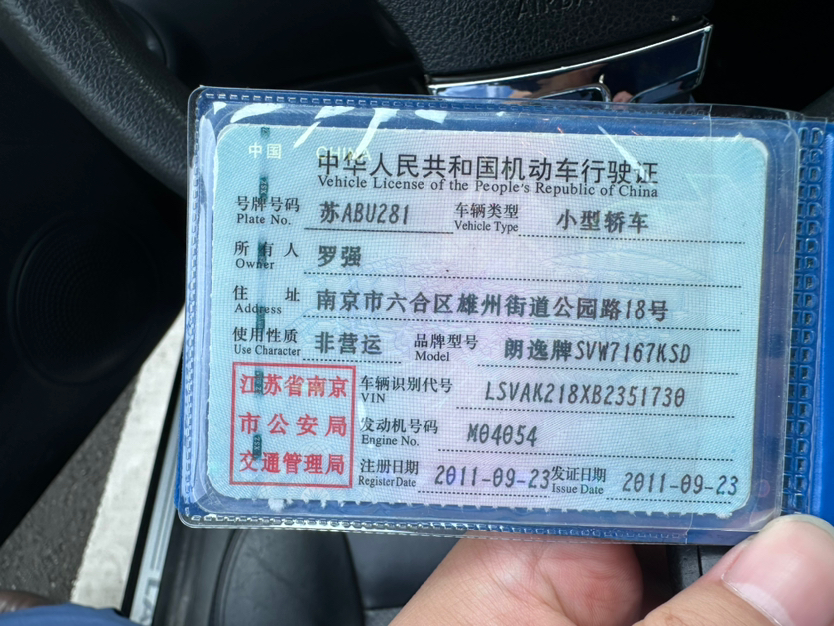 AIRBAG
中国 CHINA
中华人民共和国机动车行驶证
Vehicle License of the People's Republic of China
号牌号码 苏ABU281 车辆类型 小型轿车
Plate No. Vehicle Type
所有人 罗强
Owner
住址 南京市六合区雄州街道公园路18号
Address
使用性质 非营运 品牌型号 朗逸牌SVW7167KSD
Use Character Model
江苏省南京
市公安局
交通管理局
车辆识别代号 LSVAK218XB2351730
VIN
发动机号码 M04054
Engine No.
注册日期 2011-09-23 发证日期 2011-09-23
Register Date Issue Date